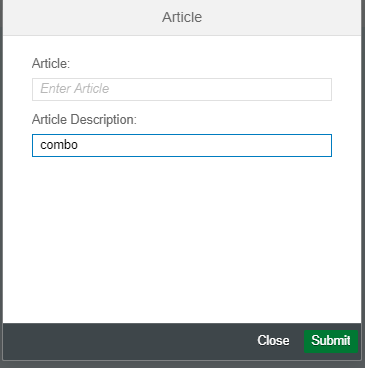 Article
Article:
Enter Article
Article Description:
combo
Close Submit